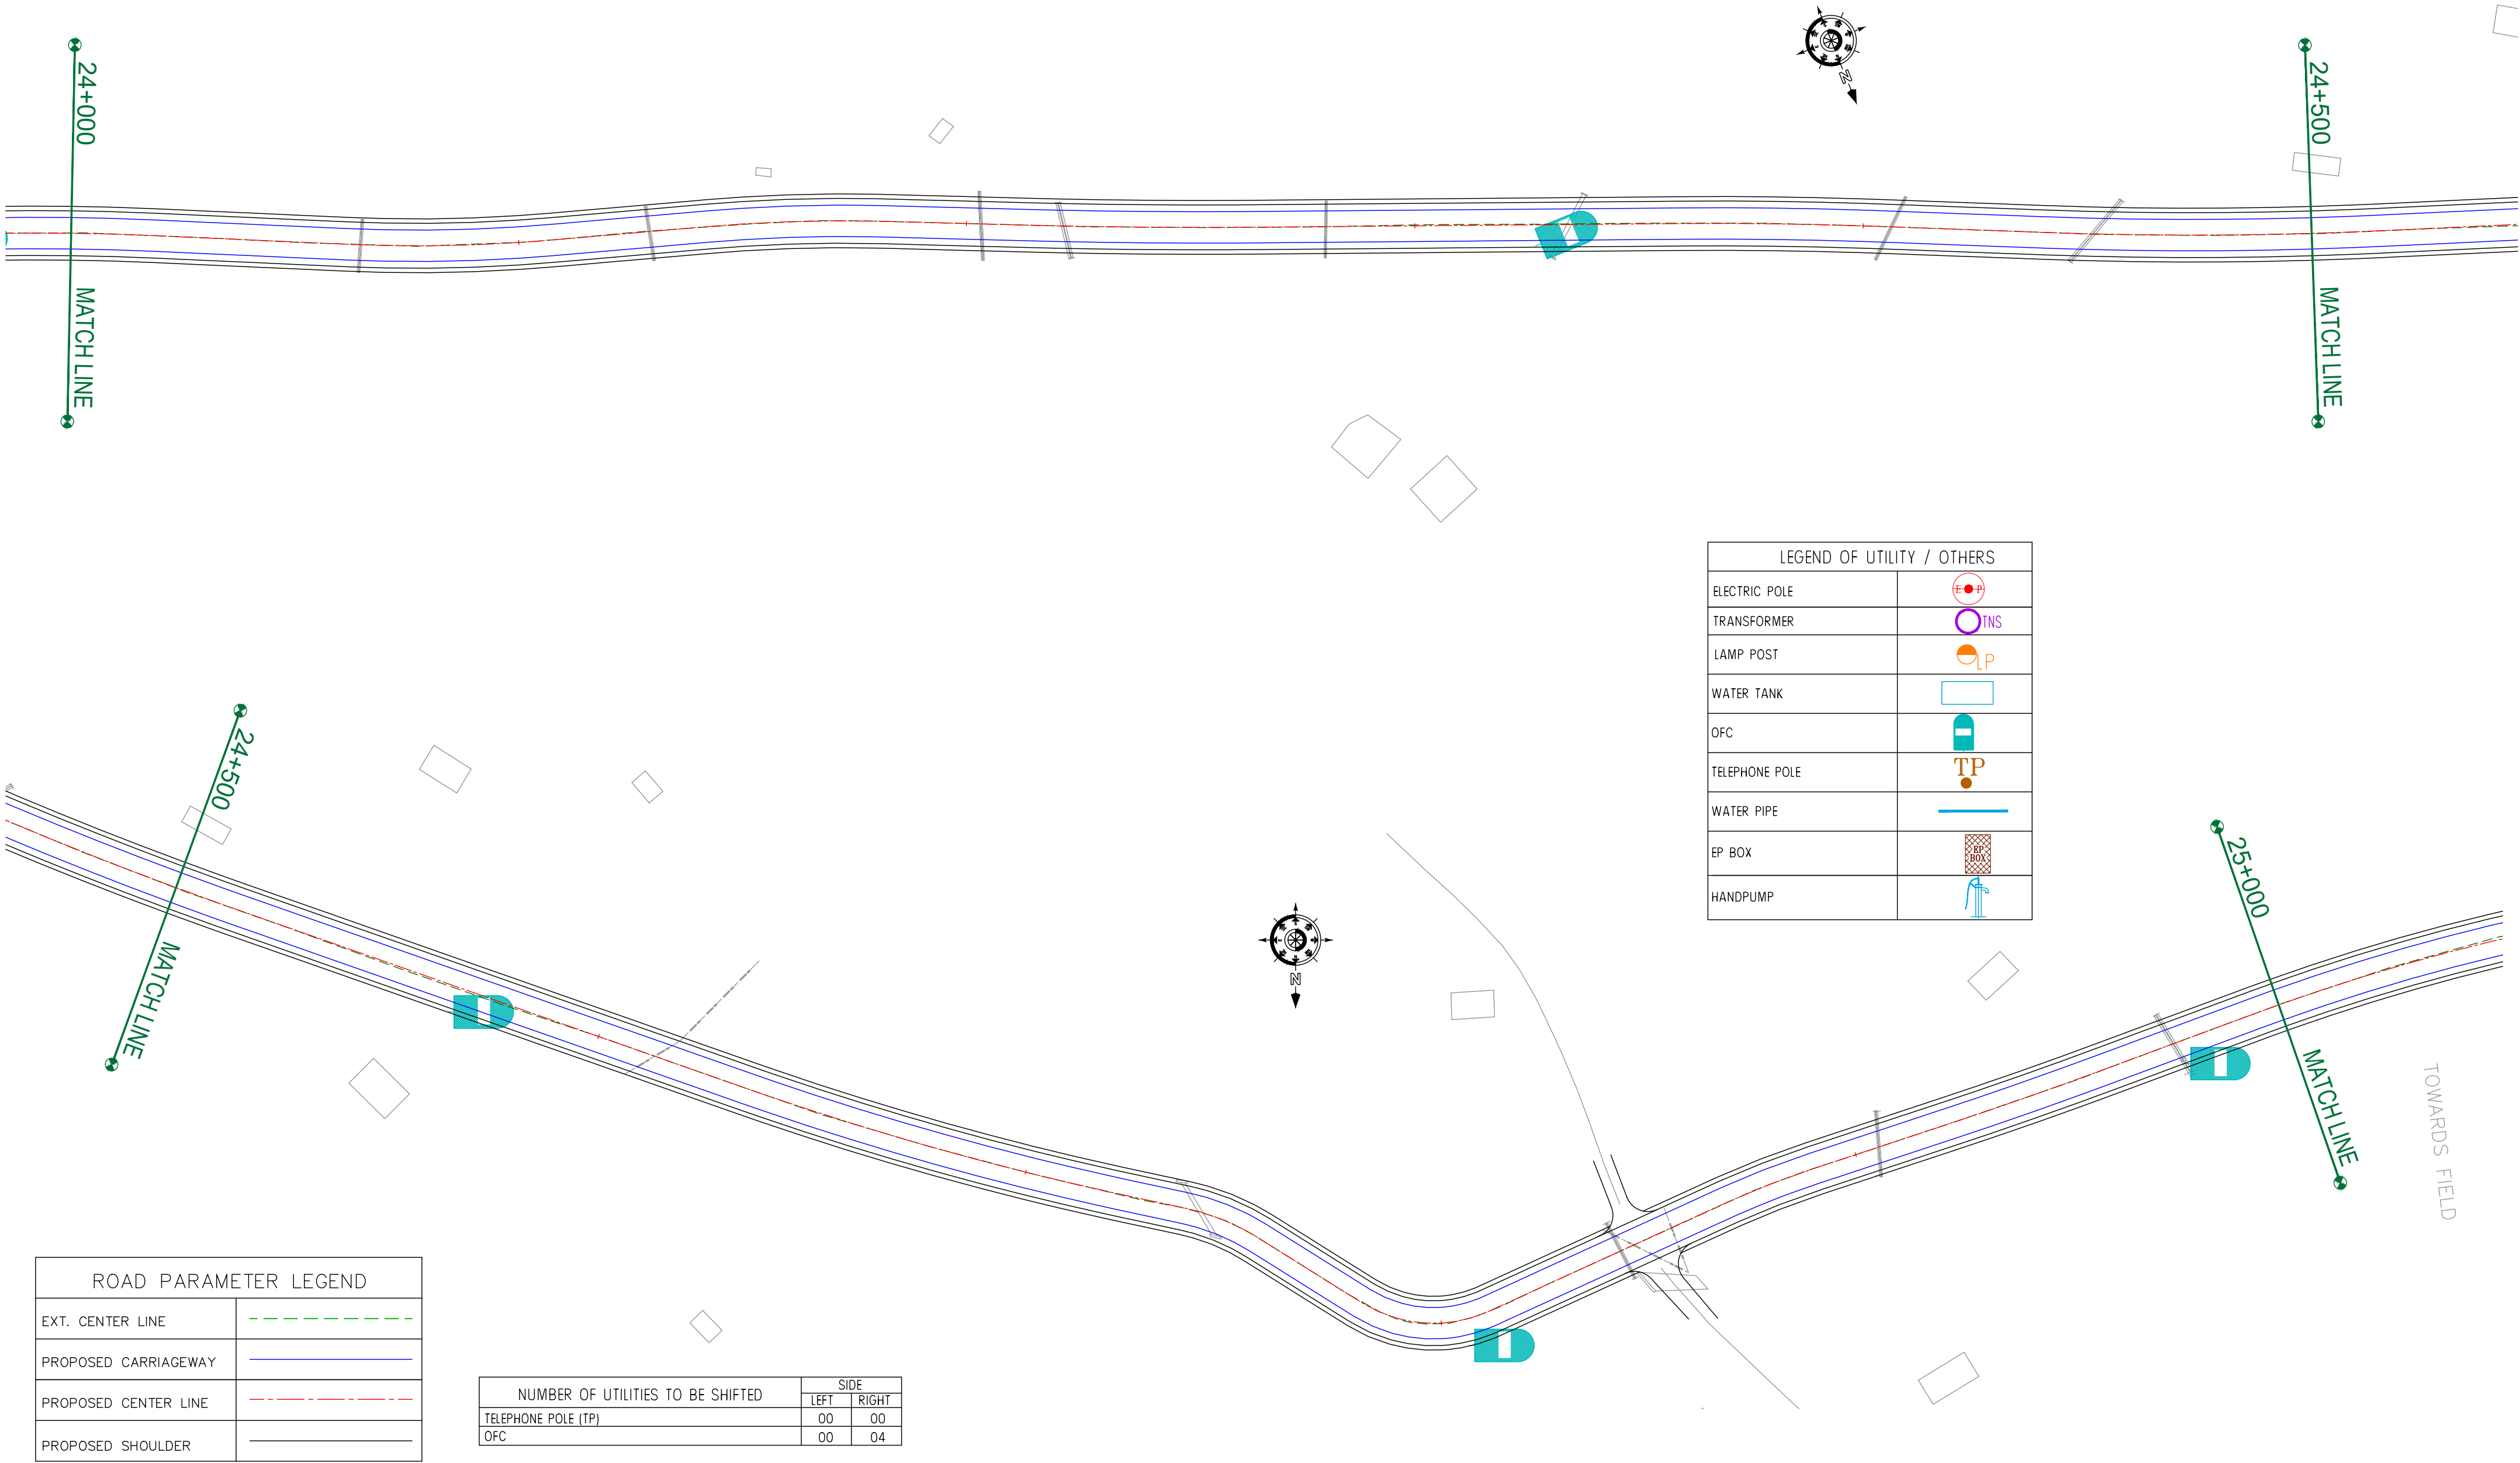 24+000
MATCH LINE
N
24+500
MATCH LINE
LEGEND OF UTILITY / OTHERS
ELECTRIC POLE E P
TRANSFORMER TNS
LAMP POST LP
WATER TANK
OFC
TELEPHONE POLE TP
WATER PIPE
EP BOX EP BOX
HANDPUMP
24+500
MATCH LINE
N
25+000
MATCH LINE
TOWARDS FIELD
ROAD PARAMETER LEGEND
EXT. CENTER LINE
PROPOSED CARRIAGEWAY
PROPOSED CENTER LINE
PROPOSED SHOULDER
NUMBER OF UTILITIES TO BE SHIFTED SIDE
LEFT RIGHT
TELEPHONE POLE (TP) 00 00
OFC 00 04